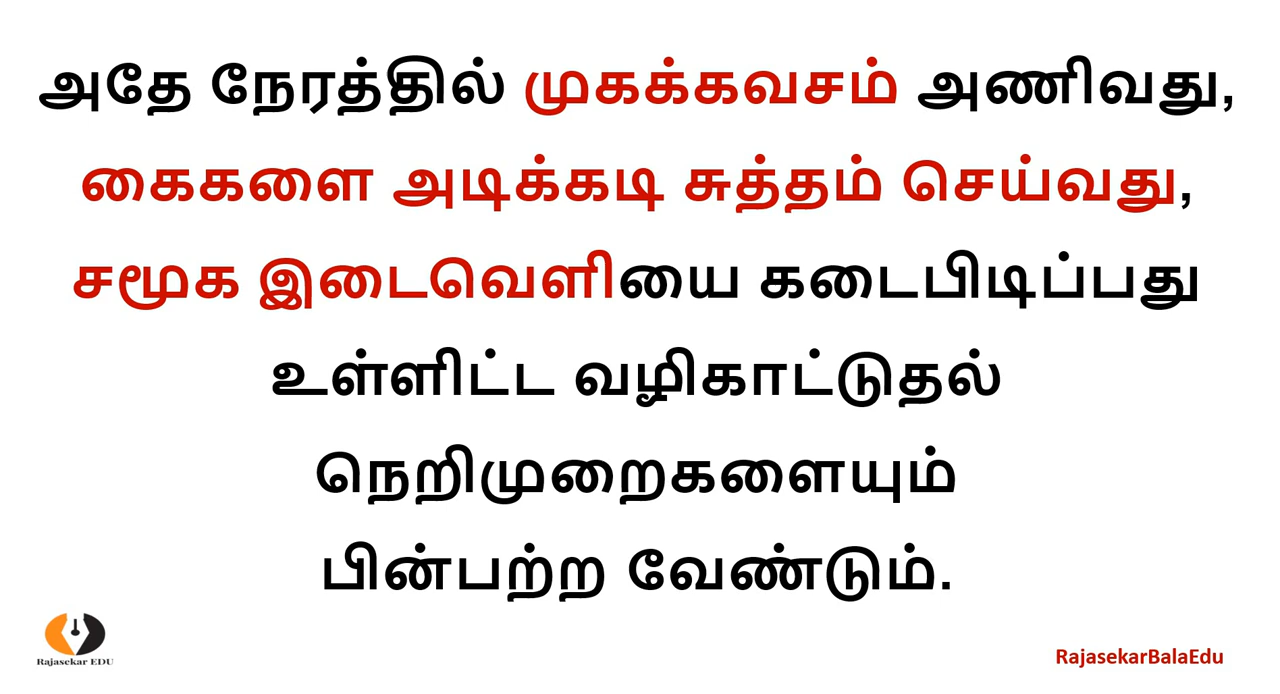 அதே நேரத்தில் முகக்கவசம் அணிவது,
கைகளை அடிக்கடி சுத்தம் செய்வது,
சமூக இடைவெளியை கடைபிடிப்பது
உள்ளிட்ட வழிகாட்டுதல்
நெறிமுறைகளையும்
பின்பற்ற வேண்டும்.
Rajasekar EDU
RajasekarBalaEdu